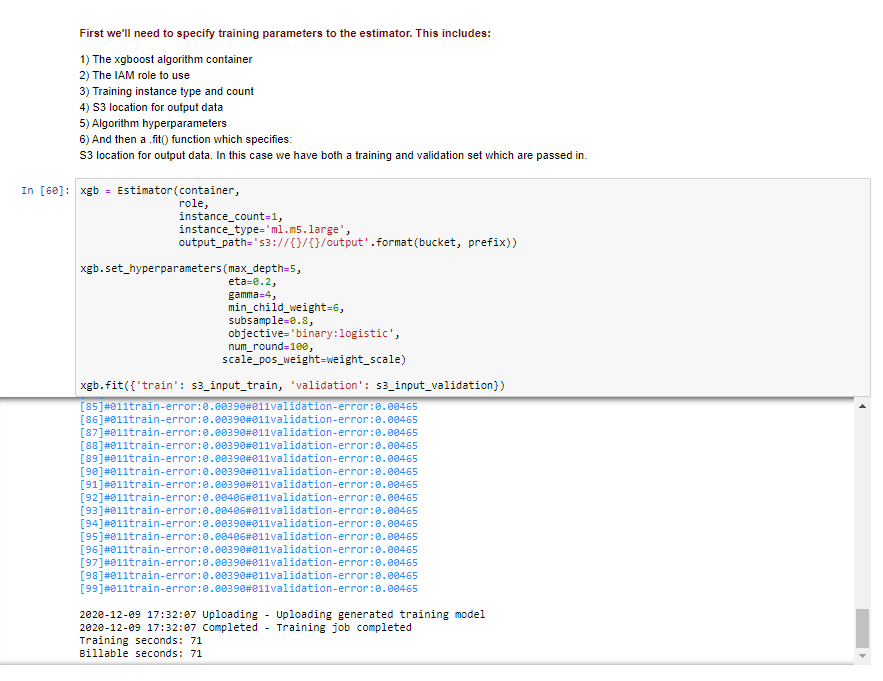 First we'll need to specify training parameters to the estimator. This includes:
1) The xgboost algorithm container
2) The IAM role to use
3) Training instance type and count
4) S3 location for output data
5) Algorithm hyperparameters
6) And then a .fit() function which specifies:
S3 location for output data. In this case we have both a training and validation set which are passed in.
In [60]: xgb = Estimator(container,
role,
instance_count=1,
instance_type='ml.m5.large',
output_path='s3://{}/{}/output'.format(bucket, prefix))
xgb.set_hyperparameters(max_depth=5,
eta=0.2,
gamma=4,
min_child_weight=6,
subsample=0.8,
objective='binary:logistic',
num_round=100,
scale_pos_weight=weight_scale)
xgb.fit({'train': s3_input_train, 'validation': s3_input_validation})
[85]#011train-error:0.00390#011validation-error:0.00465
[86]#011train-error:0.00390#011validation-error:0.00465
[87]#011train-error:0.00390#011validation-error:0.00465
[88]#011train-error:0.00390#011validation-error:0.00465
[89]#011train-error:0.00390#011validation-error:0.00465
[90]#011train-error:0.00390#011validation-error:0.00465
[91]#011train-error:0.00390#011validation-error:0.00465
[92]#011train-error:0.00406#011validation-error:0.00465
[93]#011train-error:0.00406#011validation-error:0.00465
[94]#011train-error:0.00390#011validation-error:0.00465
[95]#011train-error:0.00406#011validation-error:0.00465
[96]#011train-error:0.00390#011validation-error:0.00465
[97]#011train-error:0.00390#011validation-error:0.00465
[98]#011train-error:0.00390#011validation-error:0.00465
[99]#011train-error:0.00390#011validation-error:0.00465
2020-12-09 17:32:07 Uploading - Uploading generated training model
2020-12-09 17:32:07 Completed - Training job completed
Training seconds: 71
Billable seconds: 71